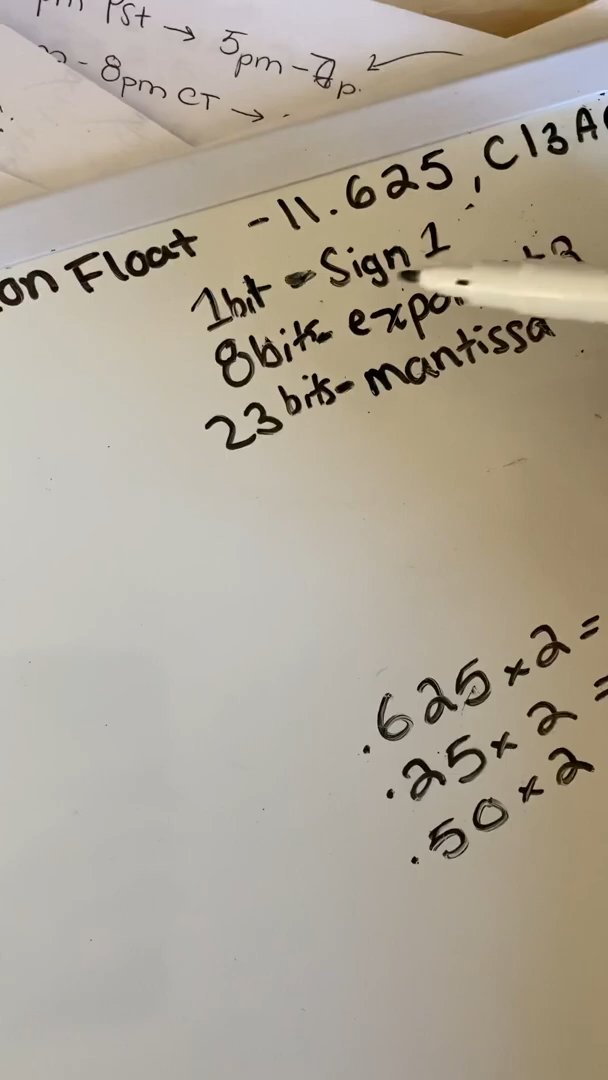 PST → 5pm-7p.
- 8pm CT →
on Float -11.625, C13A
1bit - Sign 1
8bits- expo
23 bits- mantissa
.625 x 2 =
.25 x 2 =
.50 x 2